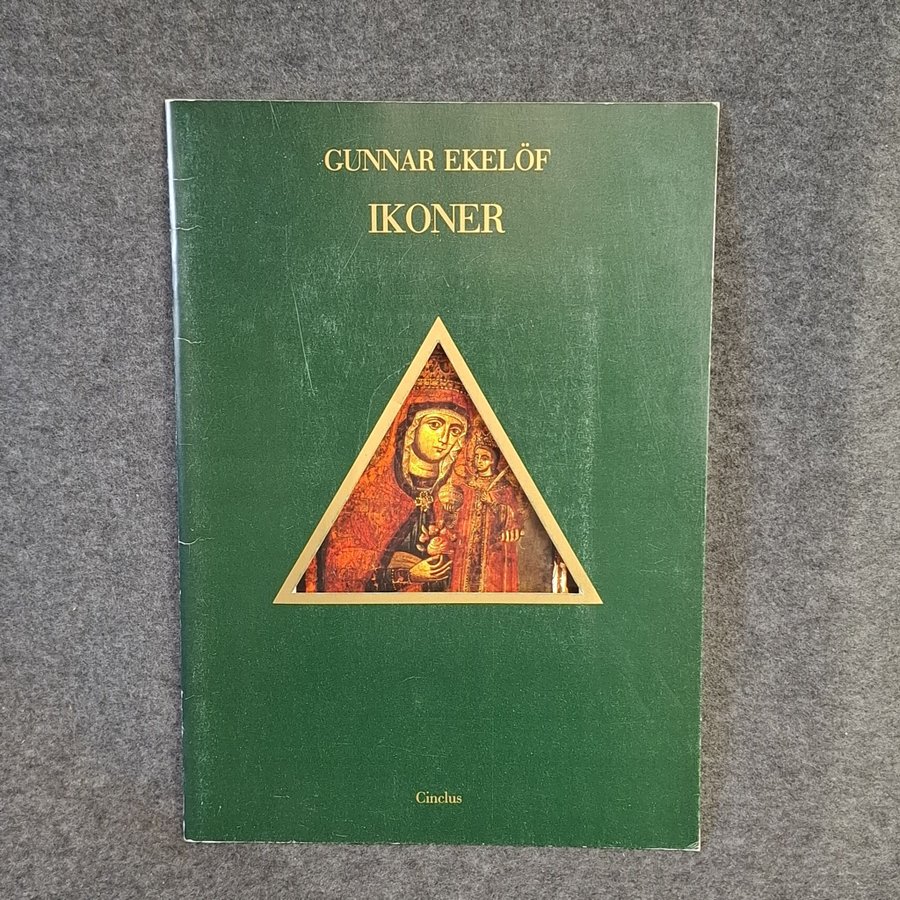 GUNNAR EKELÖF
IKONER
Cinclus